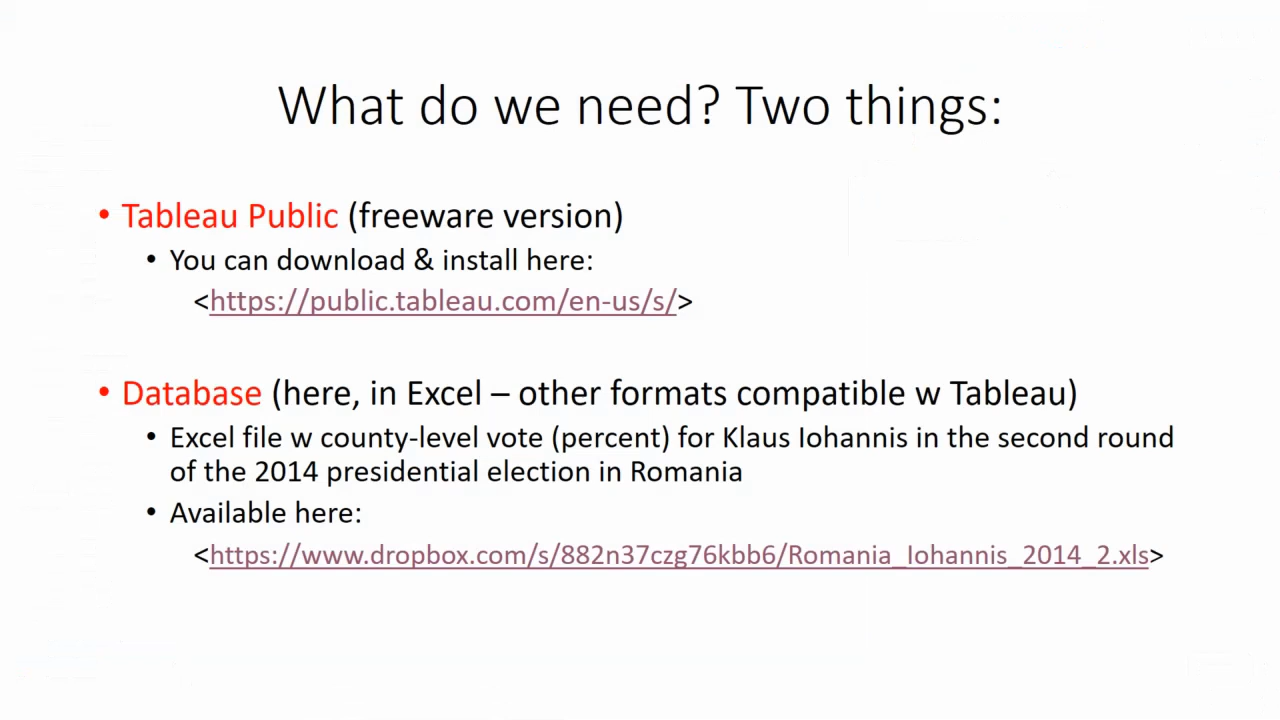 What do we need? Two things:
• Tableau Public (freeware version)
• You can download & install here:
<https://public.tableau.com/en-us/s/>
• Database (here, in Excel – other formats compatible w Tableau)
• Excel file w county-level vote (percent) for Klaus Iohannis in the second round
of the 2014 presidential election in Romania
• Available here:
<https://www.dropbox.com/s/882n37czg76kbb6/Romania_Iohannis_2014_2.xls>